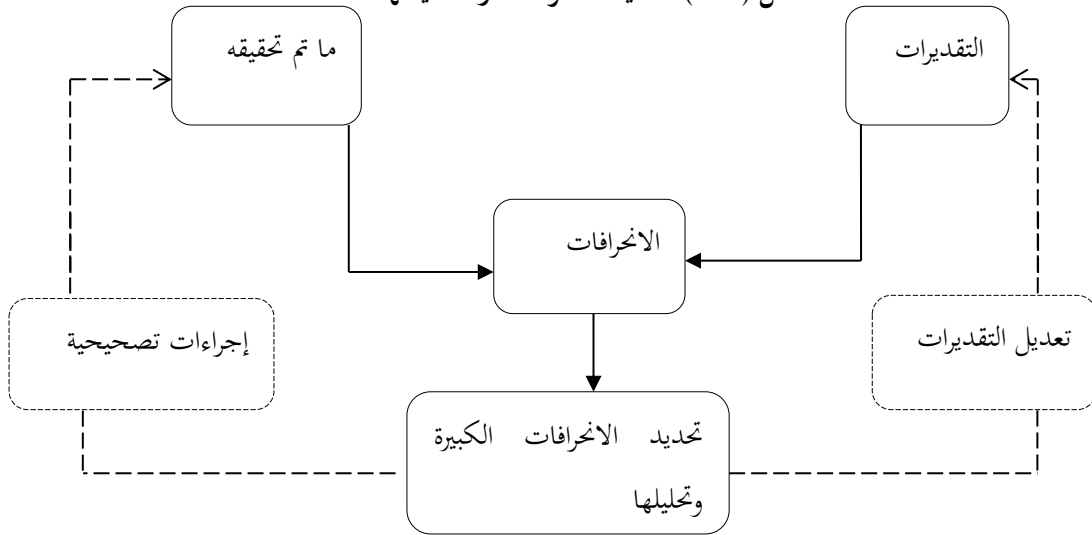 التقديرات
ما تم تحقيقه
الانحرافات
تعديل التقديرات
إجراءات تصحيحية
تحديد الانحرافات الكبيرة
وتحليلها